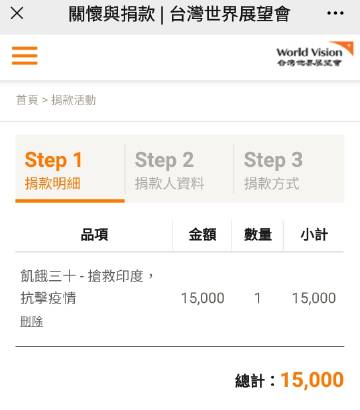 關懷與捐款 | 台灣世界展望會
World Vision
台灣世界展望會
首頁 > 捐款活動
Step 1
捐款明細
Step 2
捐款人資料
Step 3
捐款方式
品項 金額 數量 小計
飢餓三十 - 搶救印度，
抗擊疫情
15,000 1 15,000
刪除
總計：15,000